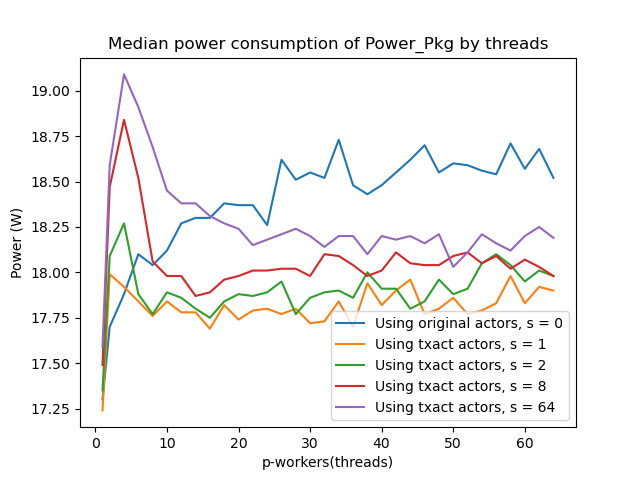 Median power consumption of Power_Pkg by threads
19.00
18.75
18.50
18.25
18.00
17.75
17.50
17.25
Power (W)
Using original actors, s = 0
Using txact actors, s = 1
Using txact actors, s = 2
Using txact actors, s = 8
Using txact actors, s = 64
0 10 20 30 40 50 60
p-workers(threads)